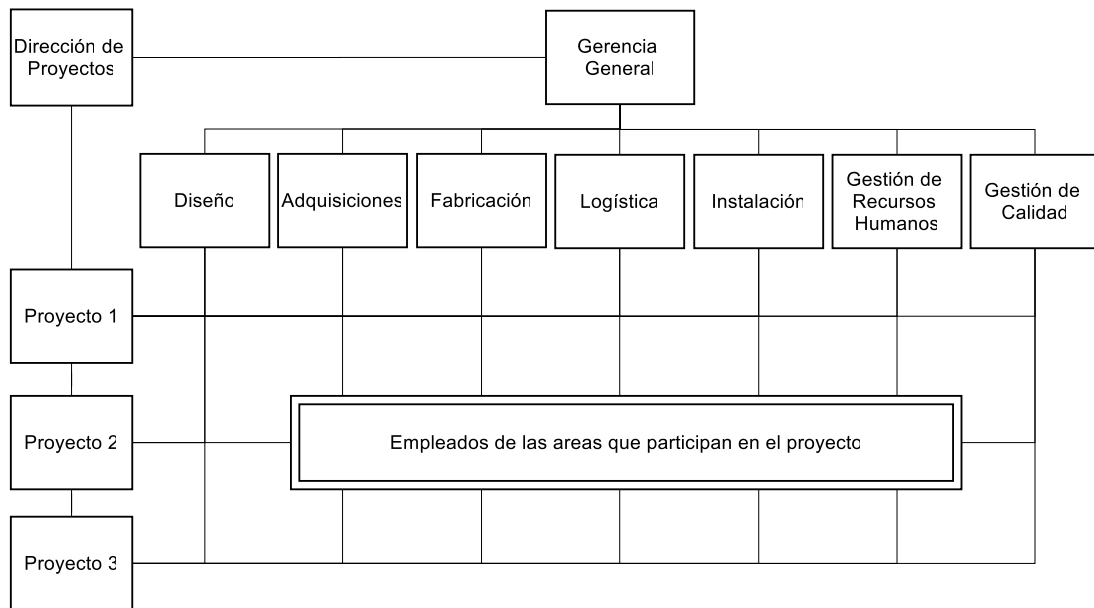 Dirección de
Proyectos
Gerencia
General
Diseño
Adquisiciones
Fabricación
Logística
Instalación
Gestión de
Recursos
Humanos
Gestión de
Calidad
Proyecto 1
Proyecto 2
Empleados de las areas que participan en el proyecto
Proyecto 3